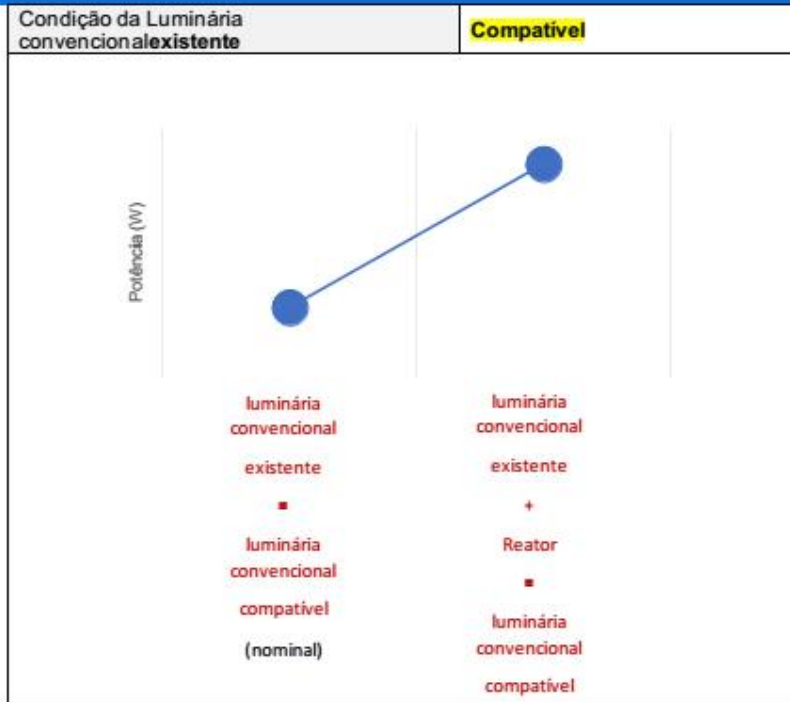 Condição da Luminária
convencionalexistente
Compatível
Potência (W)
luminária
convencional
existente
=
luminária
convencional
compatível
(nominal)
luminária
convencional
existente
+
Reator
=
luminária
convencional
compatível